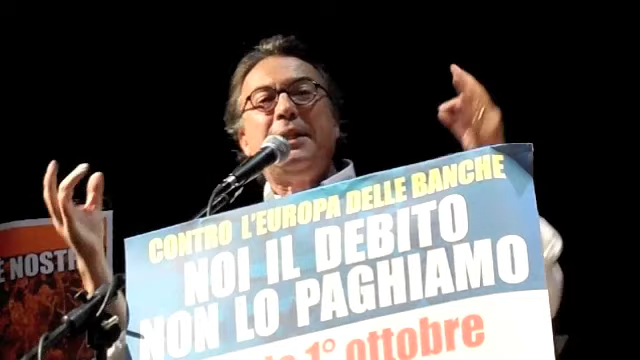 CONTRO L'EUROPA DELLE BANCHE
NOI IL DEBITO
NON LO PAGHIAMO
1° ottobre